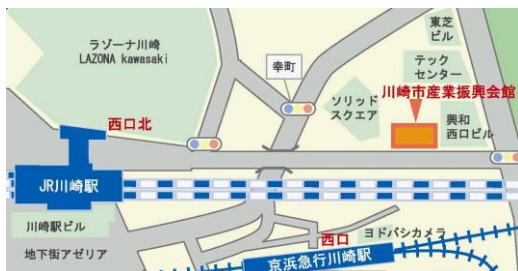 東芝
ビル
ラゾーナ川崎
LAZONA kawasaki
幸町
テック
センター
川崎市産業振興会館
ソリッド
スクエア
西口北
興和
西口ビル
JR川崎駅
川崎駅ビル
地下街アゼリア
西口
ヨドバシカメラ
京浜急行川崎駅